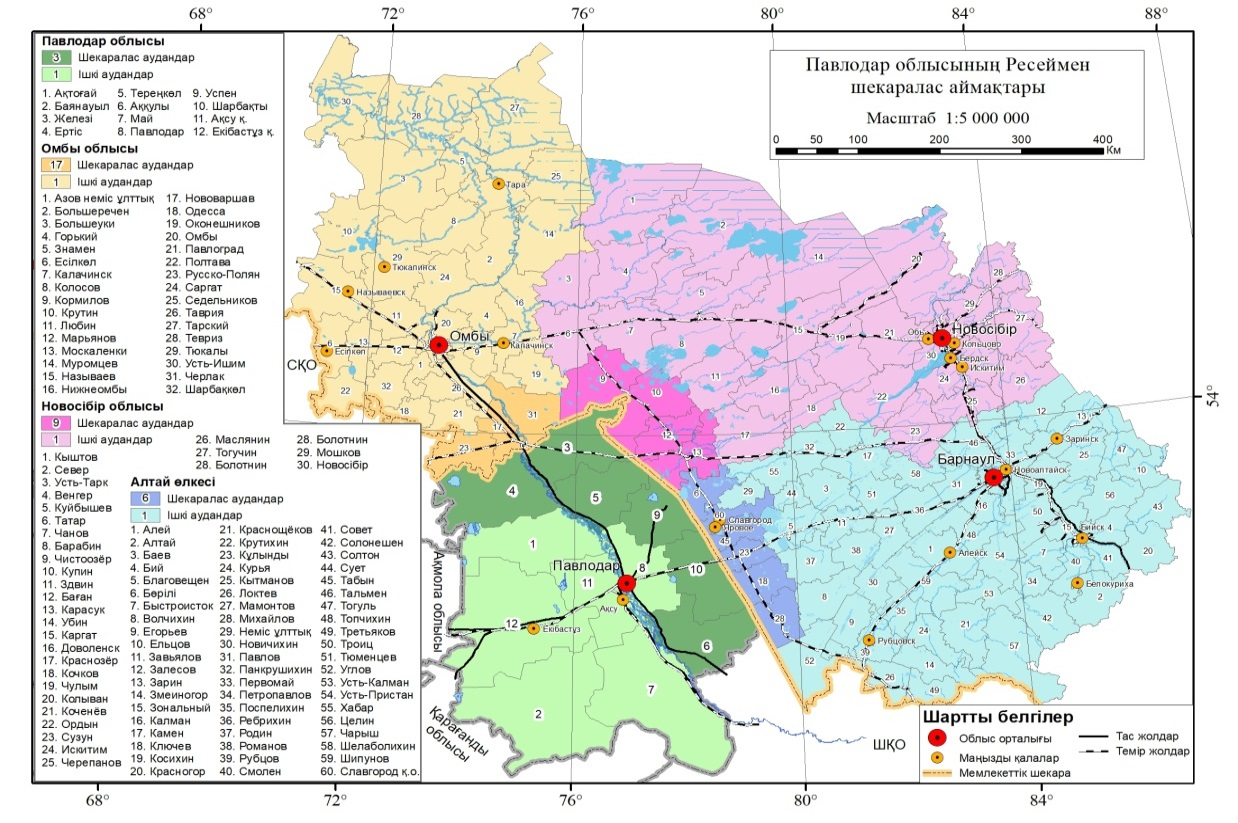 68° 72° 76° 80° 84° 88°
Павлодар облысының Ресеймен
шекаралас аймақтары
Масштаб 1:5 000 000
0 50 100 200 300 400
Км
Павлодар облысы
3 Шекаралас аудандар
1 Ішкі аудандар
1. Ақтоғай 5. Тереңкөл 9. Успен
2. Баянауыл 6. Аққулы 10. Шарбақты
3. Железі 7. Май 11. Ақсу қ.
4. Ертіс 8. Павлодар 12. Екібастұз қ.
Омбы облысы
17 Шекаралас аудандар
1 Ішкі аудандар
1. Азов неміс ұлттық 17. Нововаршав
2. Большеречен 18. Одесса
3. Большеуки 19. Оконешников
4. Горький 20. Омбы
5. Знамен 21. Павлоград
6. Есілкөл 22. Полтава
7. Калачинск 23. Русско-Полян
8. Колосов 24. Саргат
9. Кормилов 25. Седельников
10. Крутин 26. Таврия
11. Любин 27. Тарский
12. Марьянов 28. Тевриз
13. Москаленки 29. Тюкалы
14. Муромцев 30. Усть-Ишим
15. Называев 31. Черлак
16. Нижнеомбы 32. Шарбақкөл
Новосібір облысы
9 Шекаралас аудандар
1 Ішкі аудандар
26. Маслянин 28. Болотнин
27. Тогучин 29. Мошков
28. Болотнин 30. Новосібір
1. Кыштов
2. Север
3. Усть-Тарк
4. Венгер
5. Куйбышев
6. Татар
7. Чанов
8. Барабин
9. Чистоозёр
10. Купин
11. Здвин
12. Баған
13. Карасук
14. Убин
15. Каргат
16. Доволенск
17. Краснозёр
18. Кочков
19. Чулым
20. Колыван
21. Коченёв
22. Ордын
23. Сузун
24. Искитим
25. Черепанов
Алтай өлкесі
6 Шекаралас аудандар
1 Ішкі аудандар
1. Алей 21. Краснощёков 41. Совет
2. Алтай 22. Крутихин 42. Солонешен
3. Баев 23. Құлынды 43. Солтон
4. Бий 24. Курья 44. Сует
5. Благовещен 25. Кытманов 45. Табын
6. Бөрілі 26. Локтев 46. Тальмен
7. Быстроисток 27. Мамонтов 47. Тогуль
8. Волчихин 28. Михайлов 48. Топчихин
9. Егорьев 29. Неміс ұлттық 49. Третьяков
10. Ельцов 30. Новичихин 50. Троиц
11. Завьялов 31. Павлов 51. Тюменцев
12. Залесов 32. Панкрушихин 52. Углов
13. Зарин 33. Первомай 53. Усть-Калман
14. Змеиногор 34. Петропавлов 54. Усть-Пристан
15. Зональный 35. Поспелихин 55. Хабар
16. Калман 36. Ребрихин 56. Целин
17. Камен 37. Родин 57. Чарыш
18. Ключев 38. Романов 58. Шелаболихин
19. Косихин 39. Рубцов 59. Шипунов
20. Красногор 40. Смолен 60. Славгород қ.о.
Тара
Тюкалинск
Называевск
Омбы
Есілкөл
Калачинск
СҚО
Новосібір
Обь
Кольцово
Бердск
Искитим
54°
Заринск
Барнаул
Новоалтайск
Славгород
Яровое
Бийск
Алейск
Белокуриха
Рубцовск
Павлодар
Ақсу
Екібастұз
Ақмола облысы
Қарағанды
облысы
ШҚО
Шартты белгілер
Облыс орталығы
Маңызды қалалар
Мемлекеттік шекара
Тас жолдар
Темір жолдар
68° 72° 76° 80° 84°